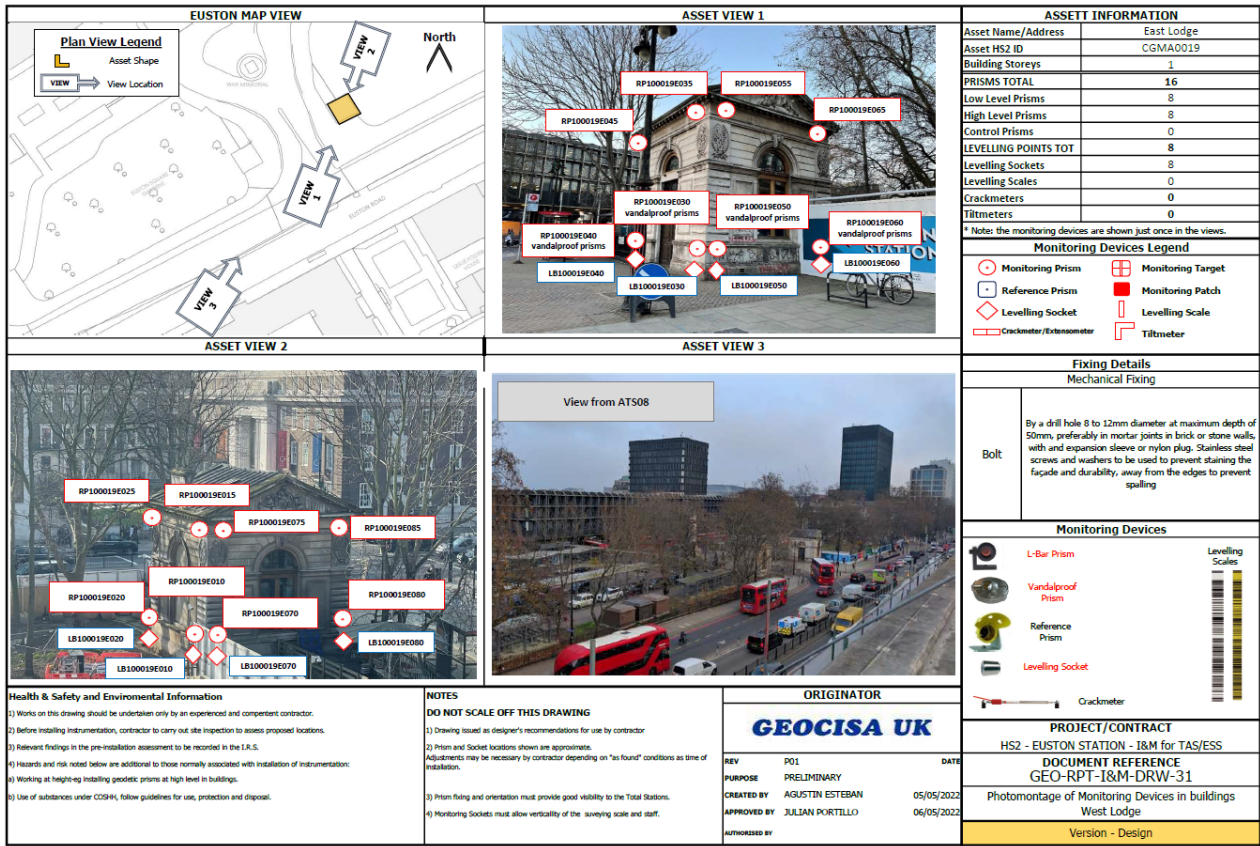 EUSTON MAP VIEW
Plan View Legend
Asset Shape
VIEW
View Location
North
VIEW 2
WAR MEMORIAL
VIEW 1
EUSTON ROAD
VIEW 3
ASSET VIEW 1
RP100019E035
RP100019E055
RP100019E045
RP100019E065
RP100019E030
vandalproof prisms
RP100019E050
vandalproof prisms
RP100019E040
vandalproof prisms
RP100019E060
vandalproof prisms
LB100019E040
LB100019E030
LB100019E050
LB100019E060
STATION
ASSET VIEW 2
RP100019E025
RP100019E015
RP100019E075
RP100019E085
RP100019E010
RP100019E020
RP100019E070
RP100019E080
LB100019E020
LB100019E080
LB100019E010
LB100019E070
ASSET VIEW 3
View from ATS08
ASSETT INFORMATION
Asset Name/Address East Lodge
Asset HS2 ID CGMA0019
Building Storeys 1
PRISMS TOTAL 16
Low Level Prisms 8
High Level Prisms 8
Control Prisms 0
LEVELLING POINTS TOT 8
Levelling Sockets 8
Levelling Scales 0
Crackmeters 0
Tiltmeters 0
* Note: the monitoring devices are shown just once in the views.
Monitoring Devices Legend
Monitoring Prism
Monitoring Target
Reference Prism
Monitoring Patch
Levelling Socket
Levelling Scale
Crackmeter/Extensometer
Tiltmeter
Fixing Details
Mechanical Fixing
Bolt
By a drill hole 8 to 12mm diameter at maximum depth of
50mm, preferably in mortar joints in brick or stone walls,
with and expansion sleeve or nylon plug. Stainless steel
screws and washers to be used to prevent staining the
façade and durability, away from the edges to prevent
spalling
Monitoring Devices
L-Bar Prism
Levelling
Scales
Vandalproof
Prism
Reference
Prism
Levelling Socket
Crackmeter
Health & Safety and Enviromental Information
1) Works on this drawing should be undertaken only by an experienced and compentent contractor.
2) Before installing instrumentation, contractor to carry out site inspection to assess proposed locations.
3) Relevant findings in the pre-installation assessment to be recorded in the I.R.S.
4) Hazards and risk noted below are additional to those normally associated with installation of instrumentation:
a) Working at height-eg installing geodetic prisms at high level in buildings.
b) Use of substances under COSHH, follow guidelines for use, protection and disposal.
NOTES
DO NOT SCALE OFF THIS DRAWING
1) Drawing issued as designer's recommendations for use by contractor
2) Prism and Socket locations shown are approximate.
Adjustments may be necessary by contractor depending on "as found" conditions as time of
installation.
3) Prism fixing and orientation must provide good visibility to the Total Stations.
4) Monitoring Sockets must allow verticallity of the suveying scale and staff.
ORIGINATOR
GEOCISA UK
REV P01 DATE
PURPOSE PRELIMINARY
CREATED BY AGUSTIN ESTEBAN 05/05/2022
APPROVED BY JULIAN PORTILLO 06/05/2022
AUTHORISED BY
PROJECT/CONTRACT
HS2 - EUSTON STATION - I&M for TAS/ESS
DOCUMENT REFERENCE
GEO-RPT-I&M-DRW-31
Photomontage of Monitoring Devices in buildings
West Lodge
Version - Design